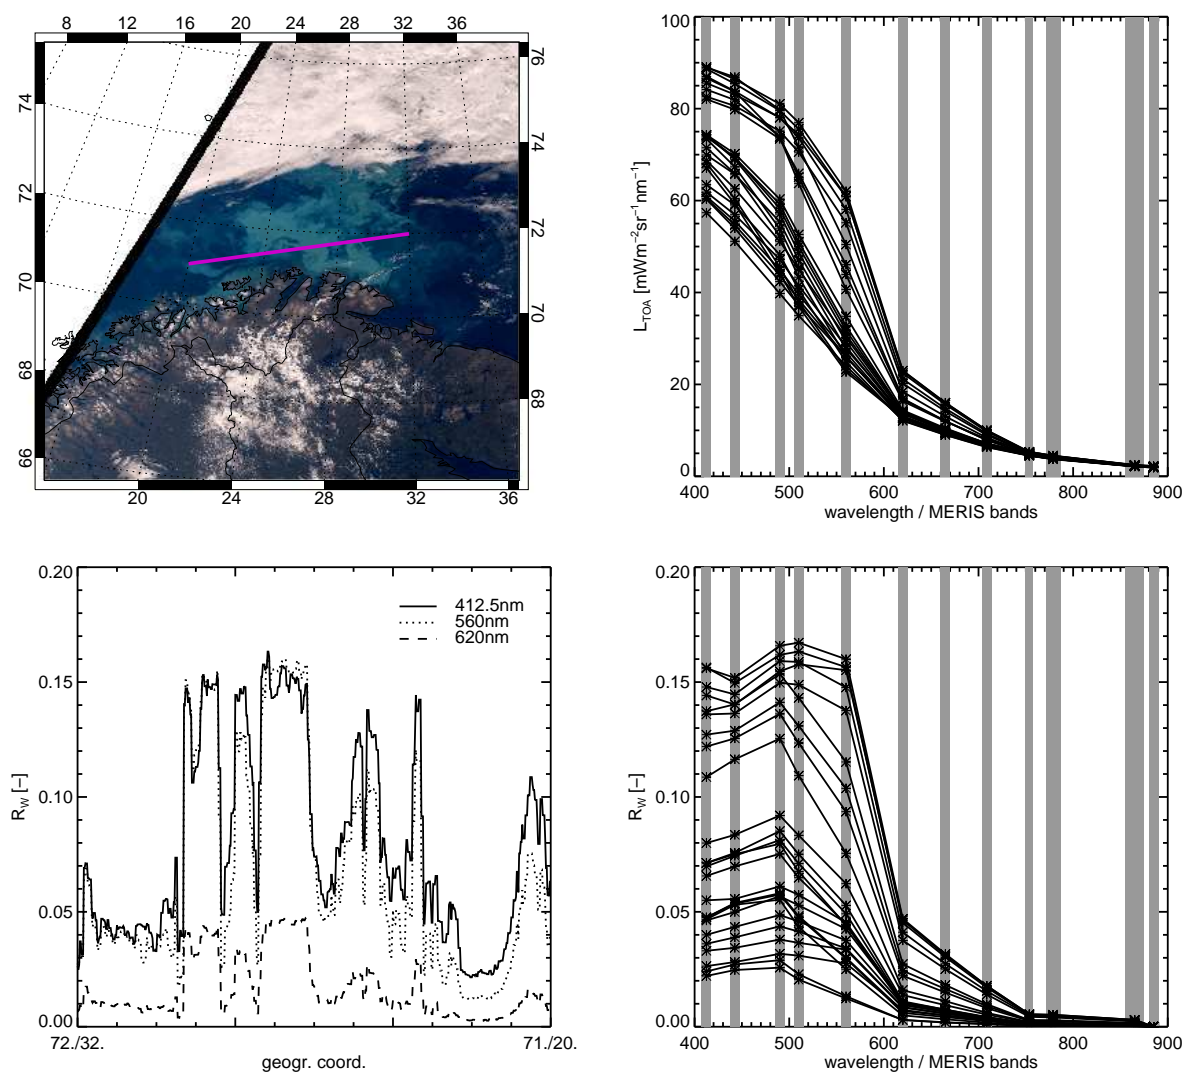 8 12 16 20 24 28 32 36
76
74
74
72
72
70
70
68
68
66
20 24 28 32 36
100
80
60
40
20
0
L_TOA [mWm⁻²sr⁻¹nm⁻¹]
400 500 600 700 800 900
wavelength / MERIS bands
0.20
0.15
0.10
0.05
0.00
R_W [–]
412.5nm
560nm
620nm
72./32. 71./20.
geogr. coord.
0.20
0.15
0.10
0.05
0.00
R_W [–]
400 500 600 700 800 900
wavelength / MERIS bands